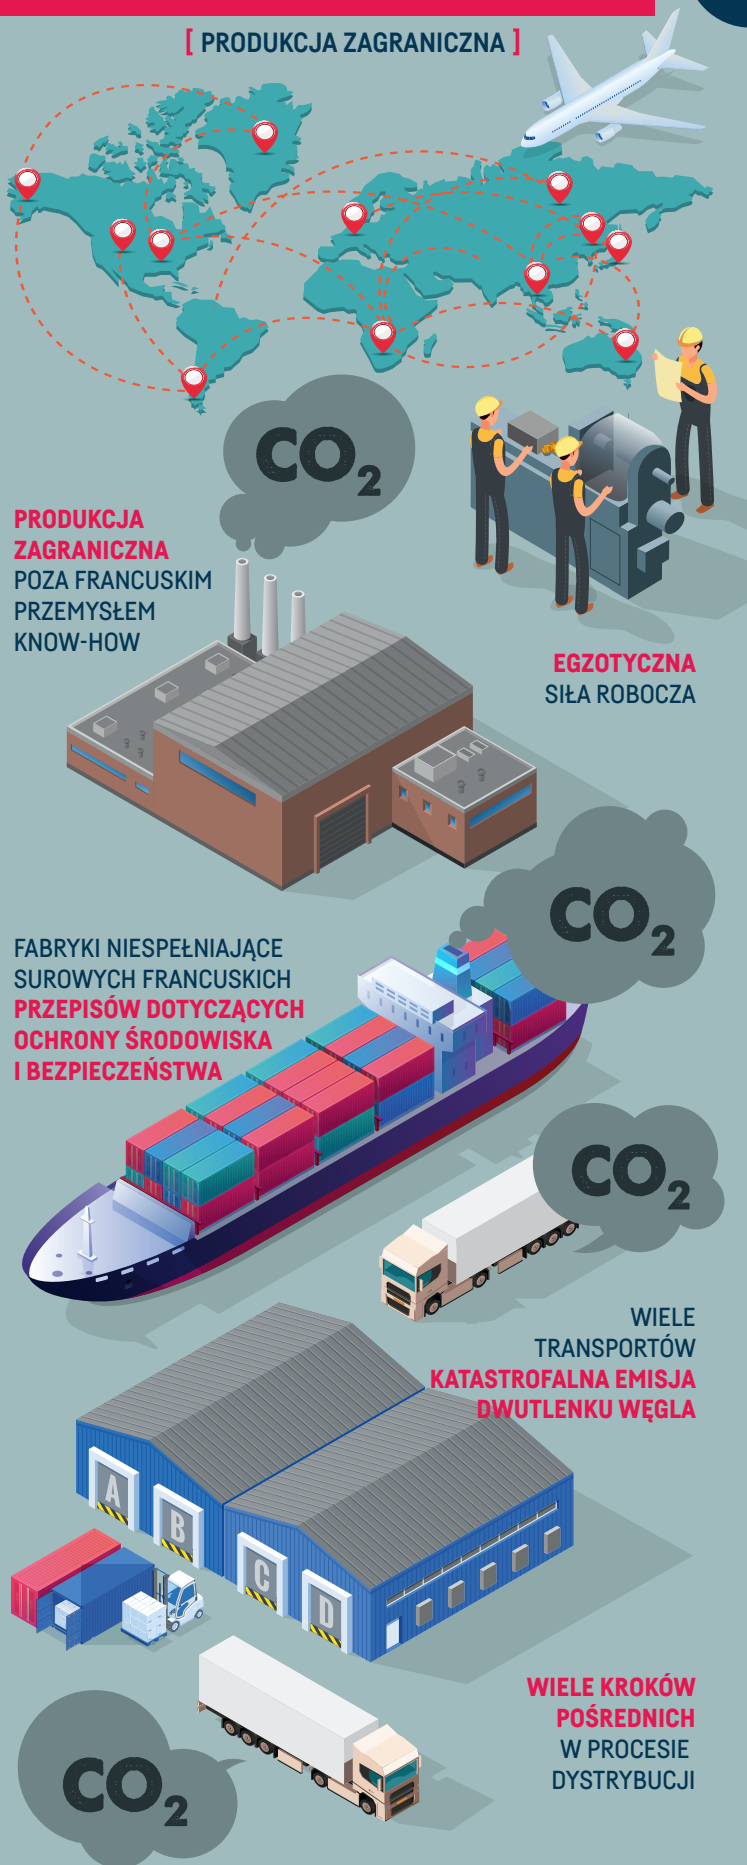 [ PRODUKCJA ZAGRANICZNA ]
CO2
PRODUKCJA
ZAGRANICZNA
POZA FRANCUSKIM
PRZEMYSŁEM
KNOW-HOW
EGZOTYCZNA
SIŁA ROBOCZA
CO2
FABRYKI NIESPEŁNIAJĄCE
SUROWYCH FRANCUSKICH
PRZEPISÓW DOTYCZĄCYCH
OCHRONY ŚRODOWISKA
I BEZPIECZEŃSTWA
CO2
WIELE
TRANSPORTÓW
KATASTROFALNA EMISJA
DWUTLENKU WĘGLA
A
B
C
D
WIELE KROKÓW
POŚREDNICH
W PROCESIE
DYSTRYBUCJI
CO2